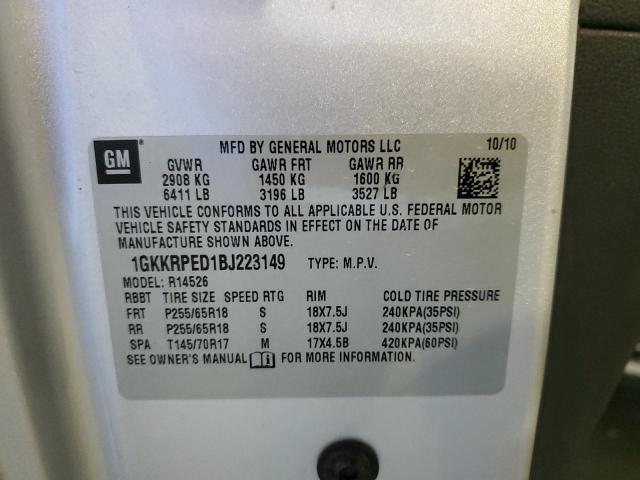 GM® MFD BY GENERAL MOTORS LLC 10/10
GVWR GAWR FRT GAWR RR
2908 KG 1450 KG 1600 KG
6411 LB 3196 LB 3527 LB
THIS VEHICLE CONFORMS TO ALL APPLICABLE U.S. FEDERAL MOTOR
VEHICLE SAFETY STANDARDS IN EFFECT ON THE DATE OF
MANUFACTURE SHOWN ABOVE.
1GKKRPED1BJ223149 TYPE: M.P.V.
MODEL: R14526
RBBT TIRE SIZE SPEED RTG RIM COLD TIRE PRESSURE
FRT P255/65R18 S 18X7.5J 240KPA(35PSI)
RR P255/65R18 S 18X7.5J 240KPA(35PSI)
SPA T145/70R17 M 17X4.5B 420KPA(60PSI)
SEE OWNER'S MANUAL FOR MORE INFORMATION.